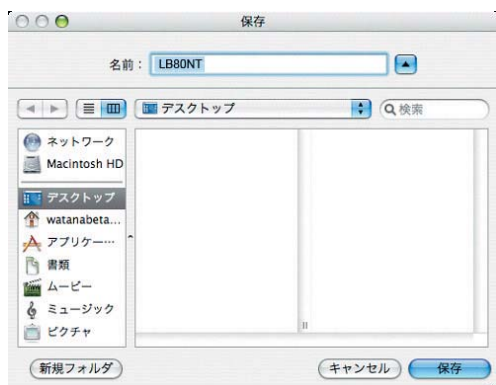 保存
名前： LB80NT
デスクトップ
検索
ネットワーク
Macintosh HD
デスクトップ
watanabeta...
アプリケー…
書類
ムービー
ミュージック
ピクチャ
新規フォルダ
キャンセル
保存